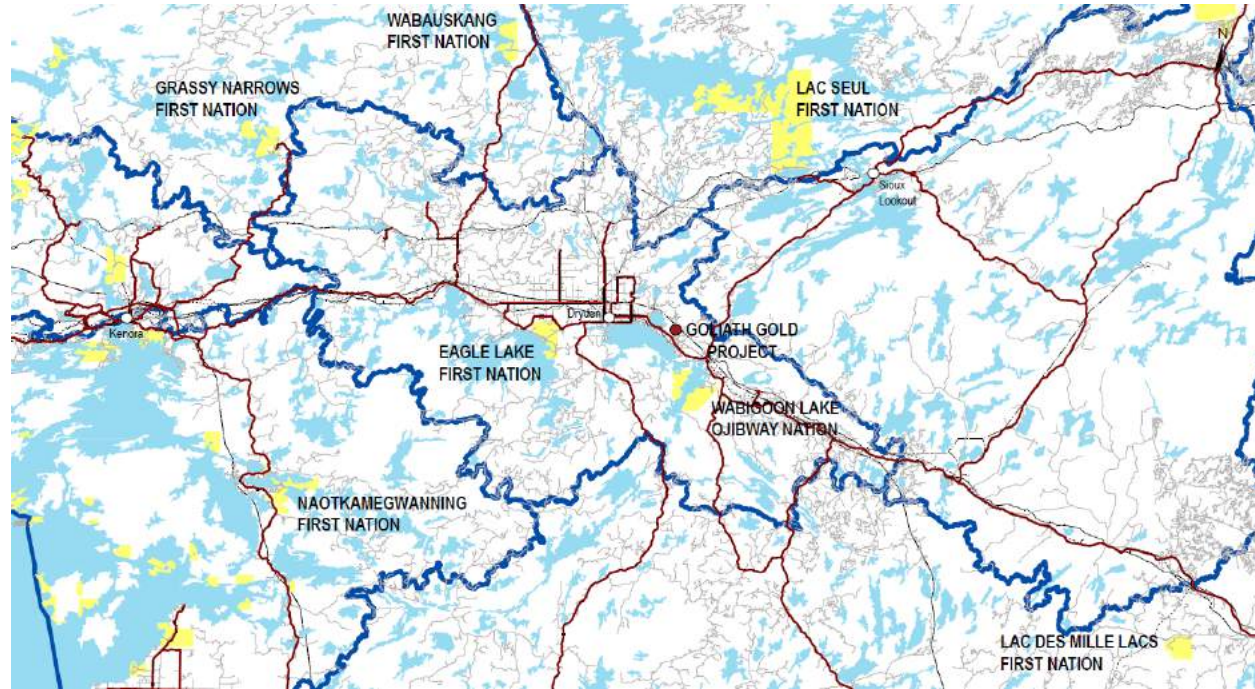 WABAUSKANG
FIRST NATION
N
GRASSY NARROWS
FIRST NATION
LAC SEUL
FIRST NATION
Sioux
Lookout
Kenora
Dryden
GOLIATH GOLD
PROJECT
EAGLE LAKE
FIRST NATION
WABIGOON LAKE
OJIBWAY NATION
NAOTKAMEGWANNING
FIRST NATION
LAC DES MILLE LACS
FIRST NATION